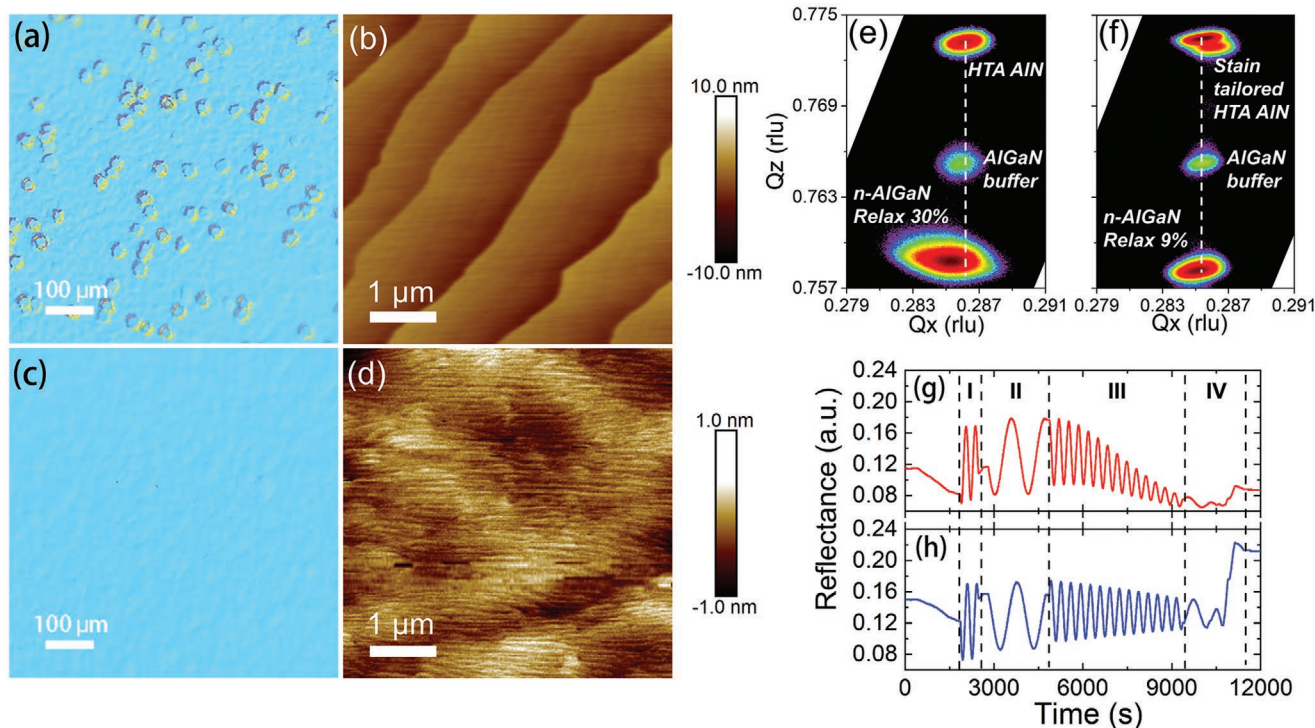 (a)
100 μm
(b)
1 μm
10.0 nm
-10.0 nm
(c)
100 μm
(d)
1 μm
1.0 nm
-1.0 nm
(e)
HTA AlN
AlGaN
buffer
n-AlGaN
Relax 30%
0.775
0.769
0.763
0.757
Qz (rlu)
0.279
0.283
0.287
0.291
Qx (rlu)
(f)
Stain
tailored
HTA AlN
AlGaN
buffer
n-AlGaN
Relax 9%
0.279
0.283
0.287
0.291
Qx (rlu)
(g)
I
II
III
IV
0.24
0.20
0.16
0.12
0.08
(h)
0.24
0.20
0.16
0.12
0.08
Reflectance (a.u.)
0
3000
6000
9000
12000
Time (s)